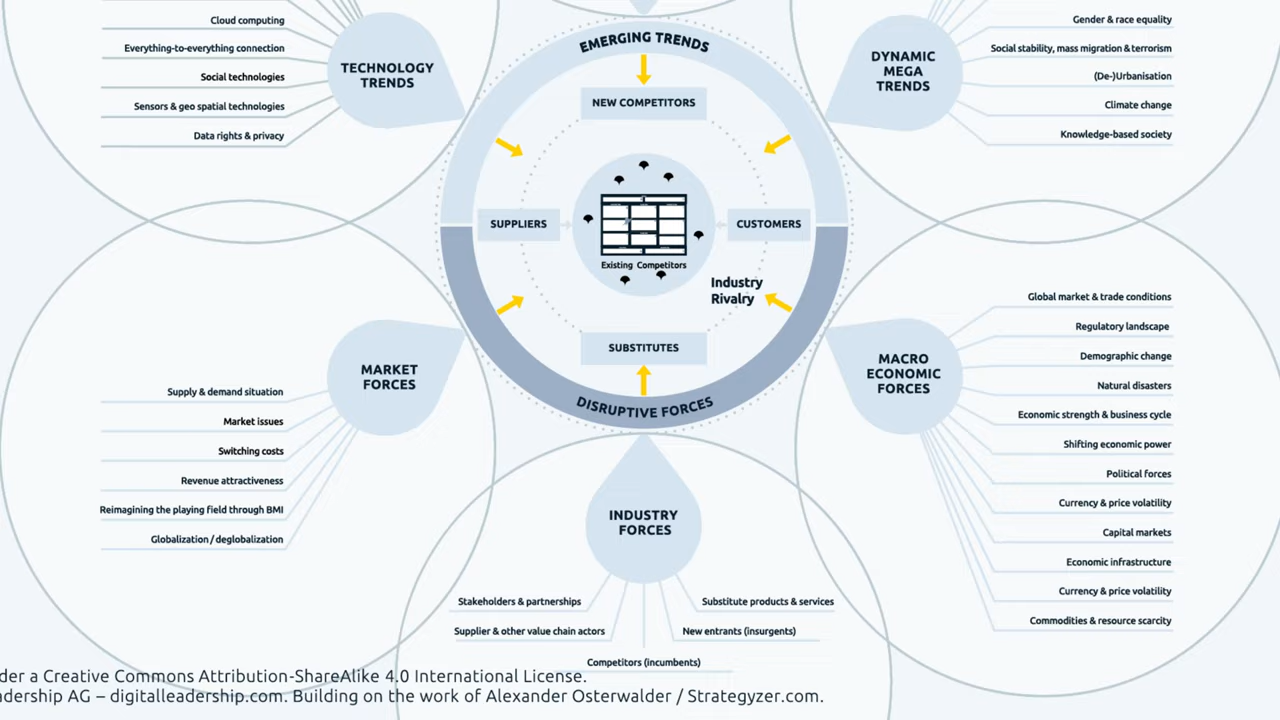 Cloud computing
Everything-to-everything connection
Social technologies
Sensors & geo spatial technologies
Data rights & privacy
TECHNOLOGY
TRENDS
EMERGING TRENDS
NEW COMPETITORS
SUPPLIERS
CUSTOMERS
Existing Competitors
Industry
Rivalry
SUBSTITUTES
DISRUPTIVE FORCES
DYNAMIC
MEGA
TRENDS
Gender & race equality
Social stability, mass migration & terrorism
(De-)Urbanisation
Climate change
Knowledge-based society
MARKET
FORCES
Supply & demand situation
Market issues
Switching costs
Revenue attractiveness
Reimagining the playing field through BMI
Globalization / deglobalization
MACRO
ECONOMIC
FORCES
Global market & trade conditions
Regulatory landscape
Demographic change
Natural disasters
Economic strength & business cycle
Shifting economic power
Political forces
Currency & price volatility
Capital markets
Economic infrastructure
Currency & price volatility
Commodities & resource scarcity
INDUSTRY
FORCES
Stakeholders & partnerships
Substitute products & services
Supplier & other value chain actors
New entrants (insurgents)
Competitors (incumbents)
der a Creative Commons Attribution-ShareAlike 4.0 International License.
adership AG – digitalleadership.com. Building on the work of Alexander Osterwalder / Strategyzer.com.